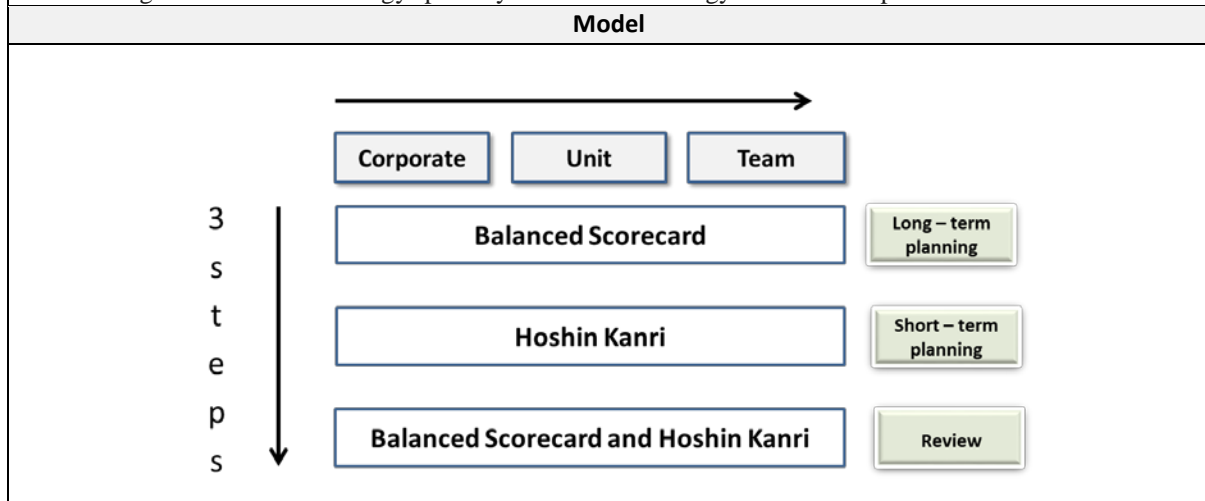 Model
Corporate
Unit
Team
3
s
t
e
p
s
Balanced Scorecard
Long – term
planning
Hoshin Kanri
Short – term
planning
Balanced Scorecard and Hoshin Kanri
Review